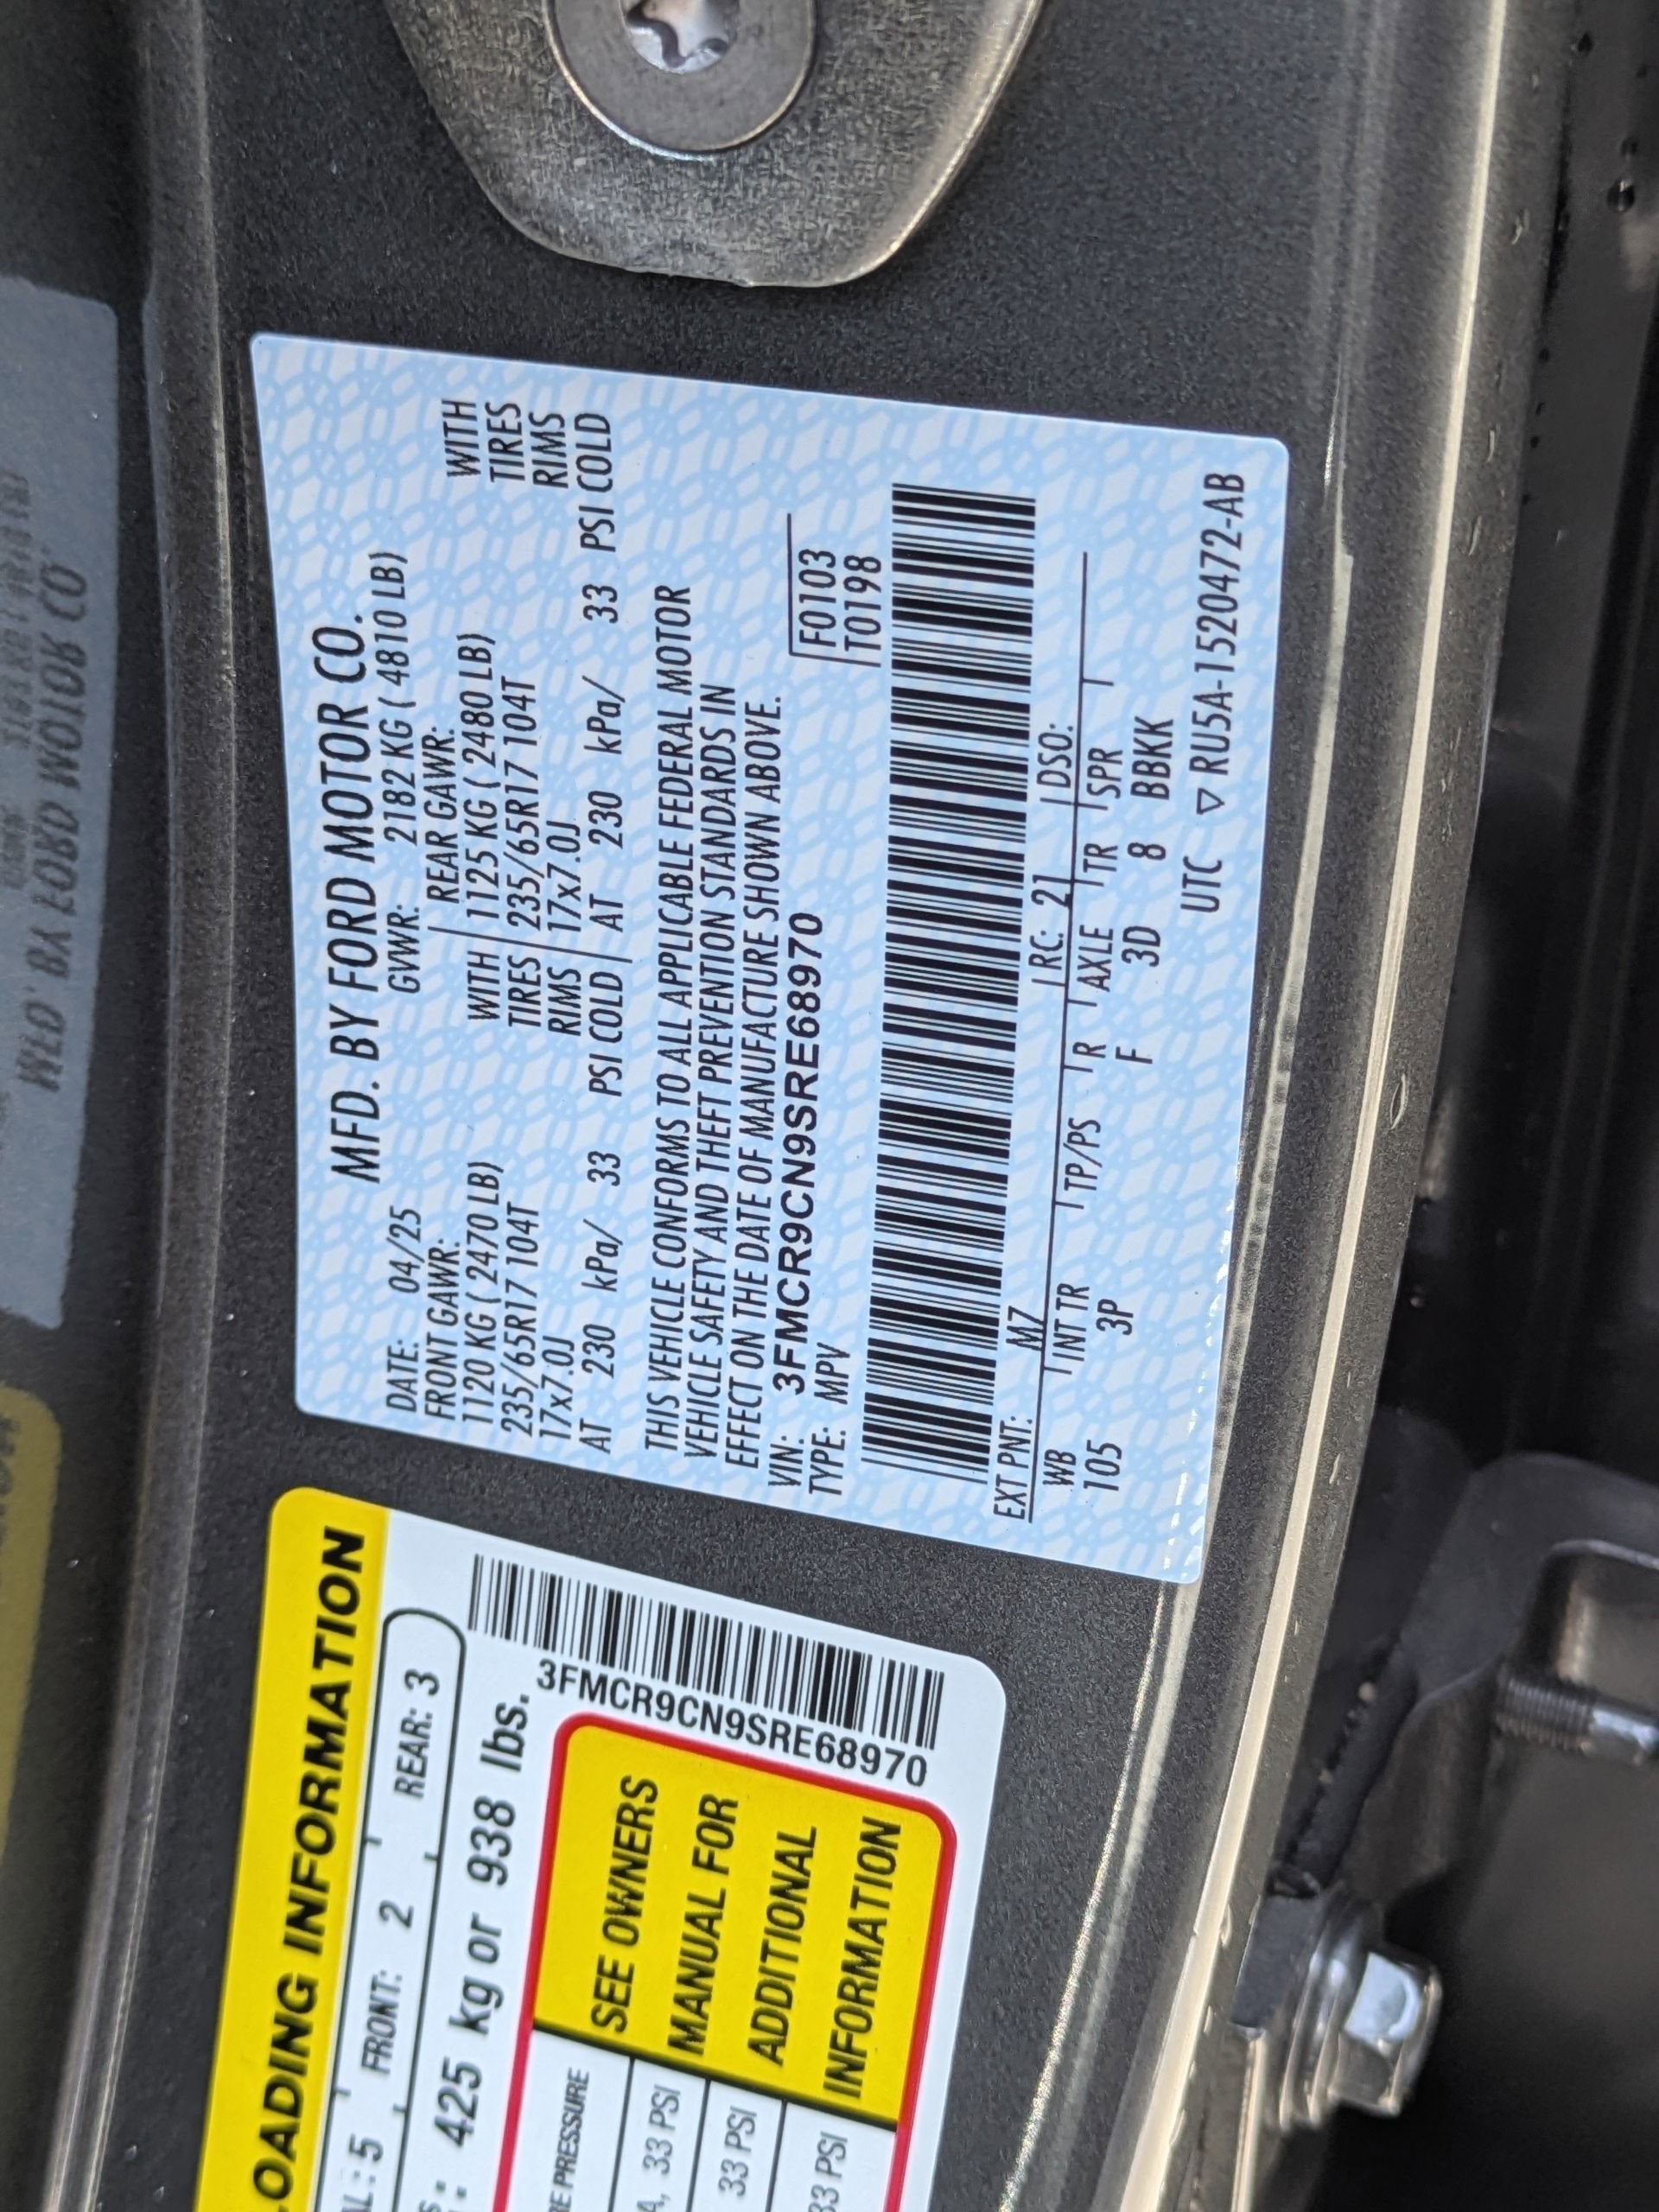 MFD. BY FORD MOTOR CO.
DATE: 04/25 GVWR: 2182 KG ( 4810 LB)
FRONT GAWR: REAR GAWR:
1120 KG ( 2470 LB) WITH 1125 KG ( 2480 LB) WITH
235/65R17 104T TIRES 235/65R17 104T TIRES
17x7.0J RIMS 17x7.0J RIMS
AT 230 kPa/ 33 PSI COLD AT 230 kPa/ 33 PSI COLD
THIS VEHICLE CONFORMS TO ALL APPLICABLE FEDERAL MOTOR
VEHICLE SAFETY AND THEFT PREVENTION STANDARDS IN
EFFECT ON THE DATE OF MANUFACTURE SHOWN ABOVE.
VIN: 3FMCR9CN9SRE68970 F0103
TYPE: MPV T0198
EXT PNT: M7 RC: 21 DSO:
WB INT TR TP/PS R AXLE TR SPR
105 3P F 3D 8 BBKK
UTC ▽ RU5A-1520472-AB
LOADING INFORMATION
5 FRONT: 2 REAR: 3
425 kg or 938 lbs.
3FMCR9CN9SRE68970
PRESSURE
33 PSI
33 PSI
33 PSI
SEE OWNERS
MANUAL FOR
ADDITIONAL
INFORMATION